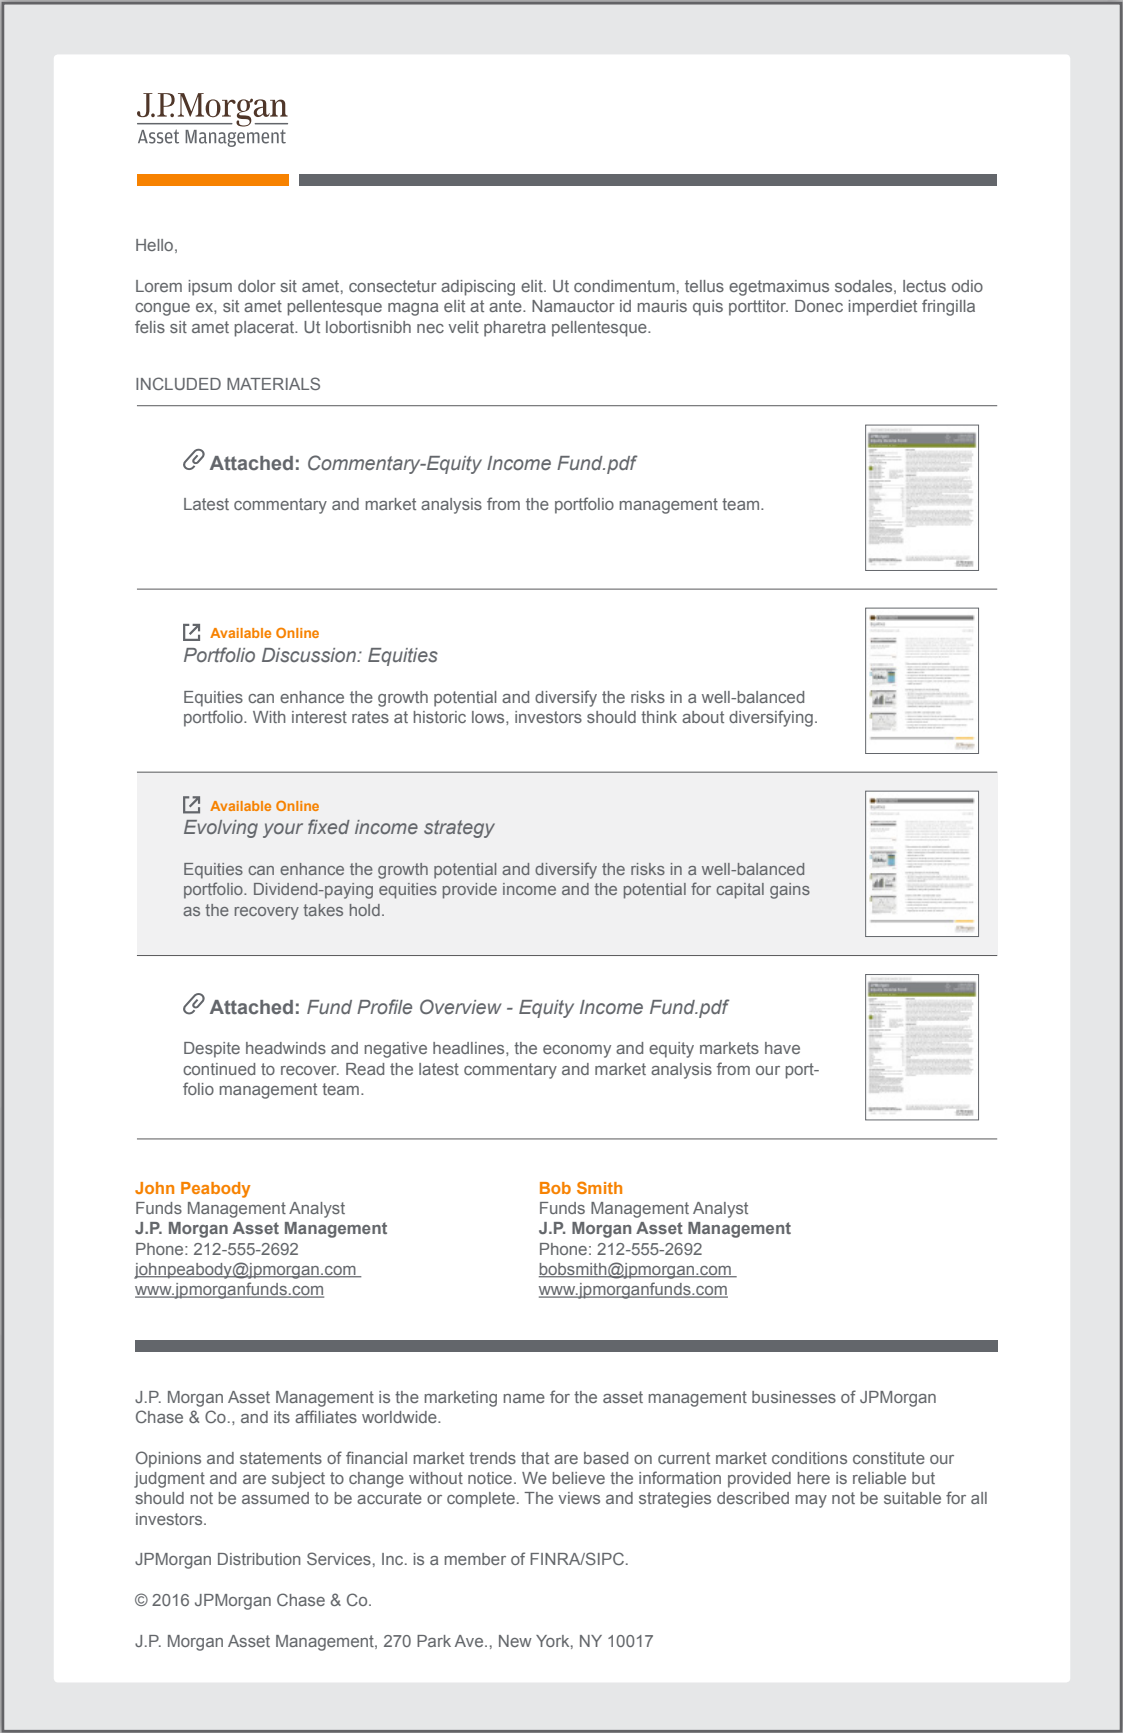 J.P.Morgan
Asset Management
Hello,
Lorem ipsum dolor sit amet, consectetur adipiscing elit. Ut condimentum, tellus egetmaximus sodales, lectus odio
congue ex, sit amet pellentesque magna elit at ante. Namauctor id mauris quis porttitor. Donec imperdiet fringilla
felis sit amet placerat. Ut lobortisnibh nec velit pharetra pellentesque.
INCLUDED MATERIALS
Attached: Commentary-Equity Income Fund.pdf
Latest commentary and market analysis from the portfolio management team.
Available Online
Portfolio Discussion: Equities
Equities can enhance the growth potential and diversify the risks in a well-balanced
portfolio. With interest rates at historic lows, investors should think about diversifying.
Available Online
Evolving your fixed income strategy
Equities can enhance the growth potential and diversify the risks in a well-balanced
portfolio. Dividend-paying equities provide income and the potential for capital gains
as the recovery takes hold.
Attached: Fund Profile Overview - Equity Income Fund.pdf
Despite headwinds and negative headlines, the economy and equity markets have
continued to recover. Read the latest commentary and market analysis from our port-
folio management team.
John Peabody
Funds Management Analyst
J.P. Morgan Asset Management
Phone: 212-555-2692
johnpeabody@jpmorgan.com
www.jpmorganfunds.com
Bob Smith
Funds Management Analyst
J.P. Morgan Asset Management
Phone: 212-555-2692
bobsmith@jpmorgan.com
www.jpmorganfunds.com
J.P. Morgan Asset Management is the marketing name for the asset management businesses of JPMorgan
Chase & Co., and its affiliates worldwide.
Opinions and statements of financial market trends that are based on current market conditions constitute our
judgment and are subject to change without notice. We believe the information provided here is reliable but
should not be assumed to be accurate or complete. The views and strategies described may not be suitable for all
investors.
JPMorgan Distribution Services, Inc. is a member of FINRA/SIPC.
© 2016 JPMorgan Chase & Co.
J.P. Morgan Asset Management, 270 Park Ave., New York, NY 10017